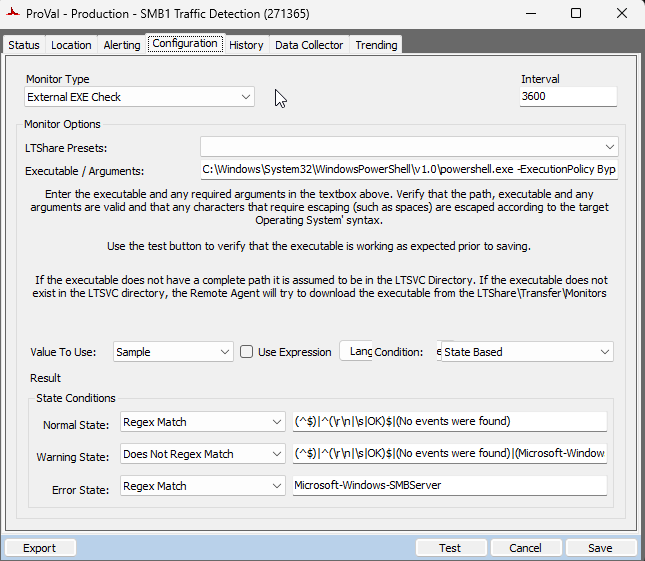 ProVal - Production - SMB1 Traffic Detection (271365)
Status Location Alerting Configuration History Data Collector Trending
Monitor Type Interval
External EXE Check 3600
Monitor Options
LTShare Presets:
Executable / Arguments: C:\Windows\System32\WindowsPowerShell\v1.0\powershell.exe -ExecutionPolicy Byp
Enter the executable and any required arguments in the textbox above. Verify that the path, executable and any
arguments are valid and that any characters that require escaping (such as spaces) are escaped according to the target
Operating System' syntax.
Use the test button to verify that the executable is working as expected prior to saving.
If the executable does not have a complete path it is assumed to be in the LTSVC Directory. If the executable does not
exist in the LTSVC directory, the Remote Agent will try to download the executable from the LTShare\Transfer\Monitors
Value To Use: Sample Use Expression Lang Condition: e State Based
Result
State Conditions
Normal State: Regex Match (^$)|^(\r\n|\s|OK)$|(No events were found)
Warning State: Does Not Regex Match (^$)|^(\r\n|\s|OK)$|(No events were found)|(Microsoft-Window
Error State: Regex Match Microsoft-Windows-SMBServer
Export Test Cancel Save